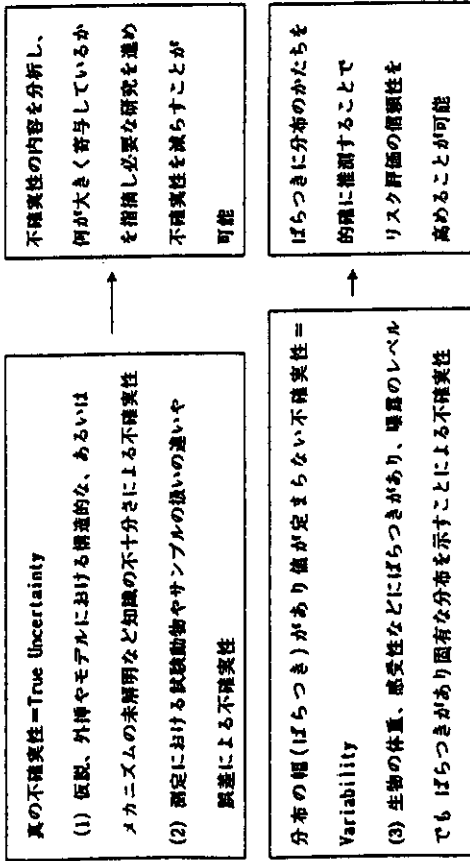 真の不確実性=True Uncertainty
(1) 仮説、外挿やモデルにおける構造的な、あるいは
メカニズムの未解明など知識の不十分さによる不確実性
(2) 測定における試験動物やサンプルの扱いの違いや
誤差による不確実性
不確実性の内容を分析し、
何が大きく寄与しているか
を指摘し必要な研究を進め
不確実性を減らすことが
可能
分布の幅(ばらつき)があり値が定まらない不確実性=
Variability
(3) 生物の体重、感受性などにばらつきがあり、曝露のレベル
でも ばらつきがあり固有な分布を示すことによる不確実性
ばらつきに分布のかたちを
的確に推測することで
リスク評価の信頼性を
高めることが可能